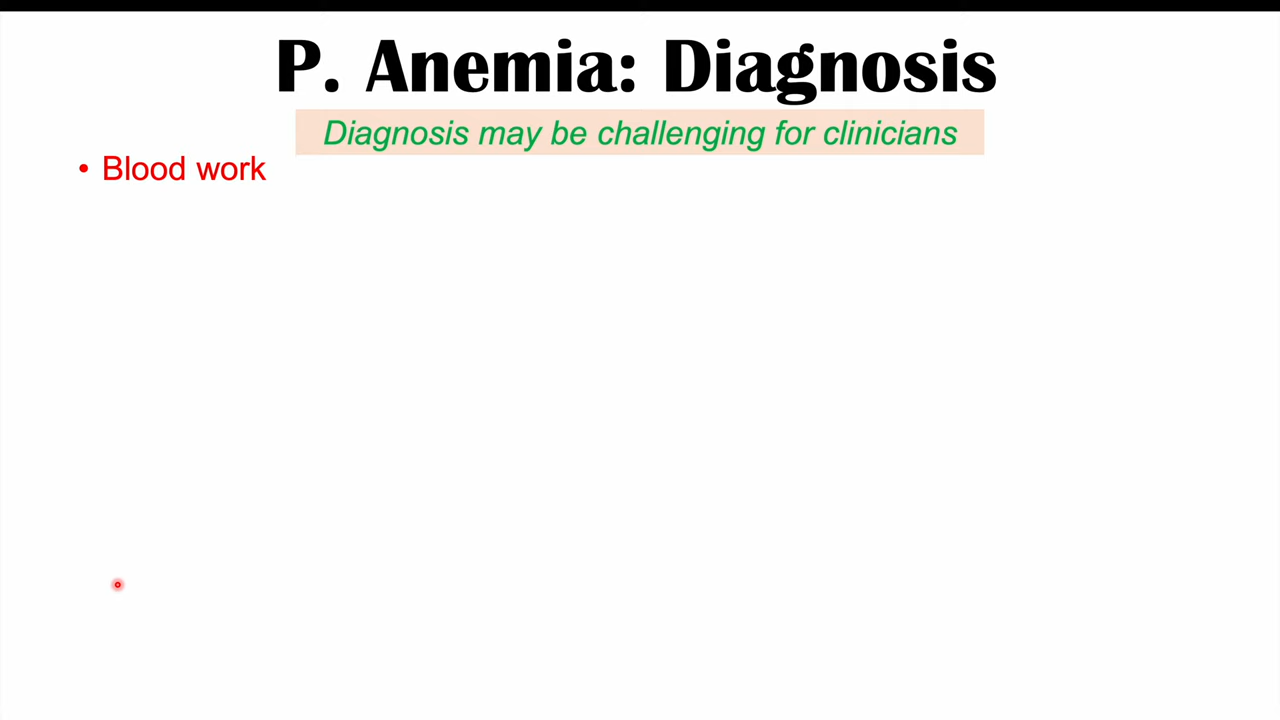 P. Anemia: Diagnosis
Diagnosis may be challenging for clinicians
• Blood work